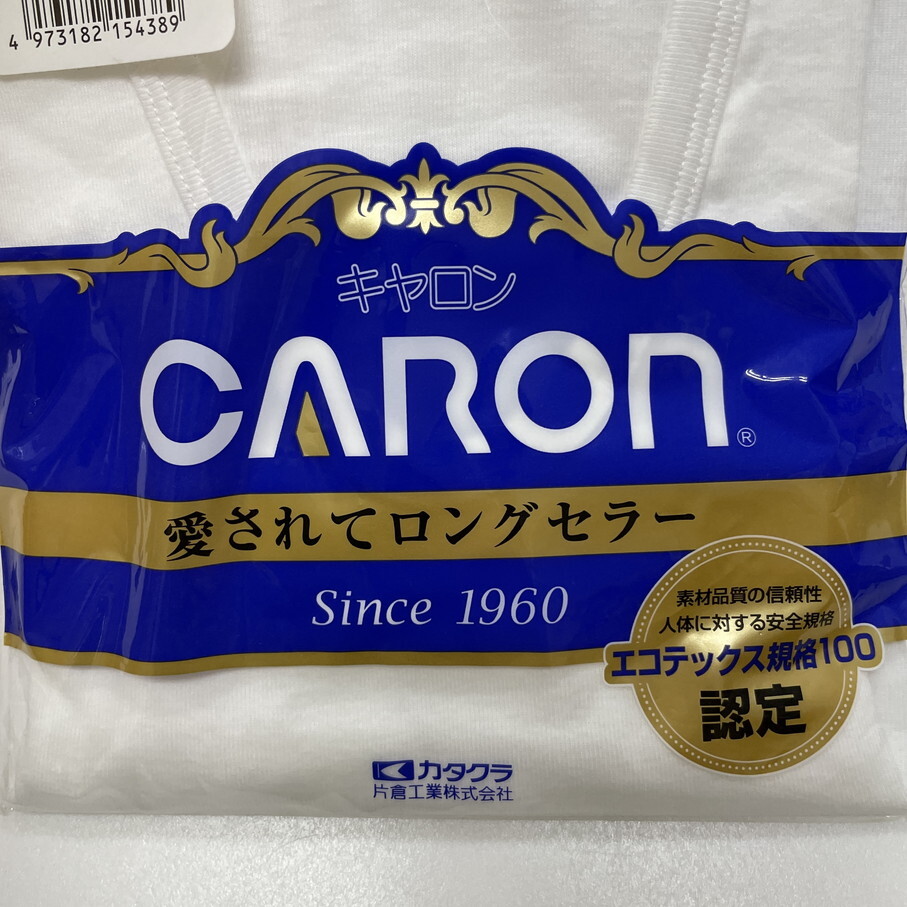 4 973182 154389
キャロン
CARON®
愛されてロングセラー
Since 1960
素材品質の信頼性
人体に対する安全規格
エコテックス規格100
認定
カタクラ
片倉工業株式会社